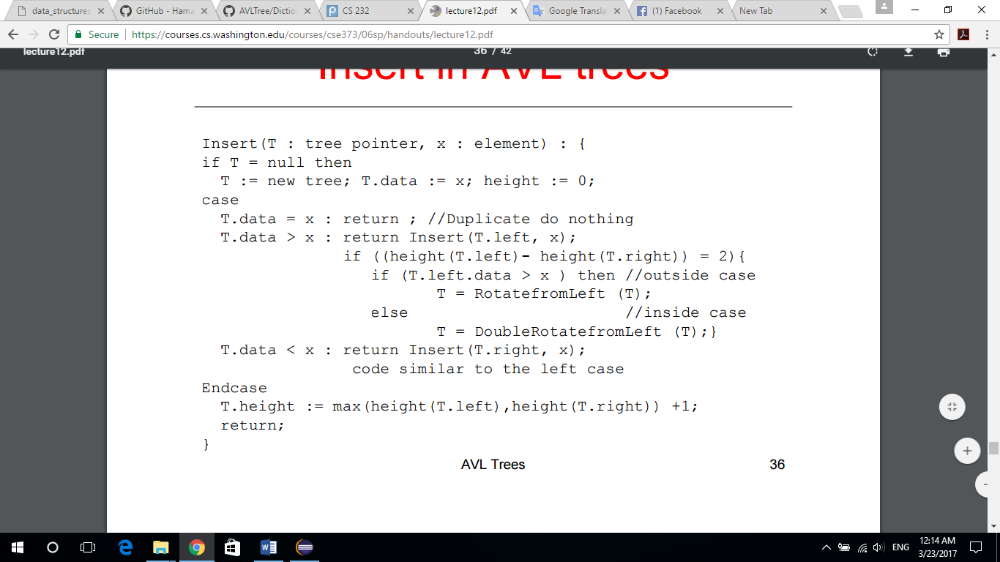 data_structures
GitHub - Hama
AVLTree/Dictio
CS 232
lecture12.pdf
Google Transla
(1) Facebook
New Tab
Secure
https://courses.cs.washington.edu/courses/cse373/06sp/handouts/lecture12.pdf
lecture12.pdf
36 / 42
Insert in AVL trees
Insert(T : tree pointer, x : element) : {
if T = null then
T := new tree; T.data := x; height := 0;
case
T.data = x : return ; //Duplicate do nothing
T.data > x : return Insert(T.left, x);
if ((height(T.left)- height(T.right)) = 2){
if (T.left.data > x ) then //outside case
T = RotatefromLeft (T);
else //inside case
T = DoubleRotatefromLeft (T);}
T.data < x : return Insert(T.right, x);
code similar to the left case
Endcase
T.height := max(height(T.left),height(T.right)) +1;
return;
}
AVL Trees
36
ENG
12:14 AM
3/23/2017